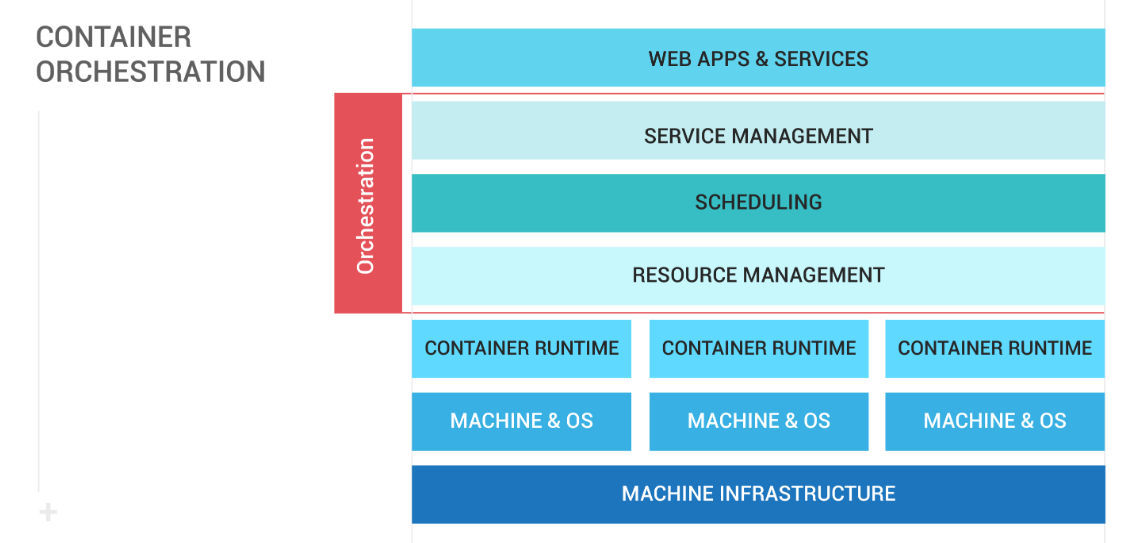 CONTAINER
ORCHESTRATION
WEB APPS & SERVICES
Orchestration
SERVICE MANAGEMENT
SCHEDULING
RESOURCE MANAGEMENT
CONTAINER RUNTIME
CONTAINER RUNTIME
CONTAINER RUNTIME
MACHINE & OS
MACHINE & OS
MACHINE & OS
MACHINE INFRASTRUCTURE